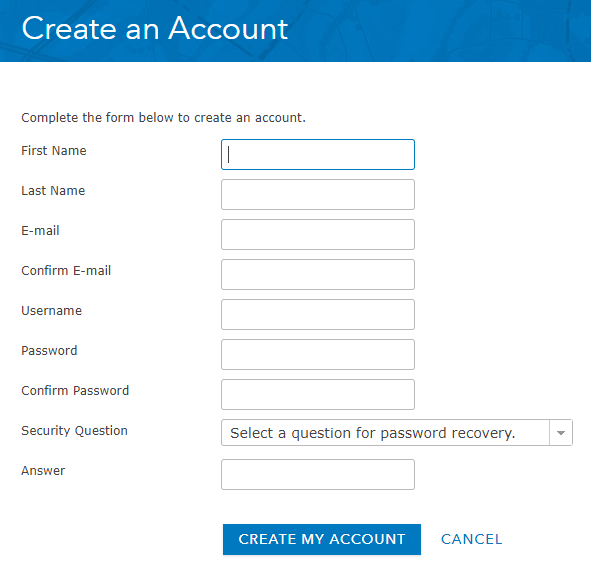 Create an Account
Complete the form below to create an account.
First Name
Last Name
E-mail
Confirm E-mail
Username
Password
Confirm Password
Security Question
Select a question for password recovery.
Answer
CREATE MY ACCOUNT
CANCEL